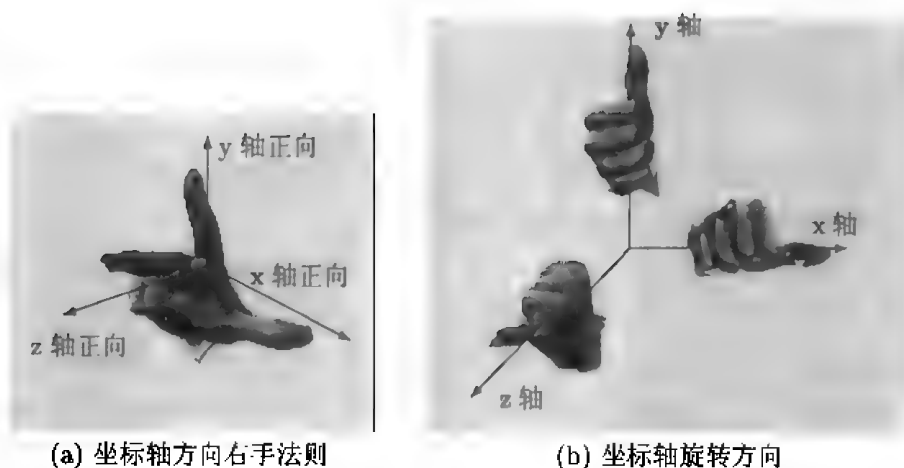 y 轴正向
x 轴正向
z 轴正向
(a) 坐标轴方向右手法则
y 轴
x 轴
z 轴
(b) 坐标轴旋转方向